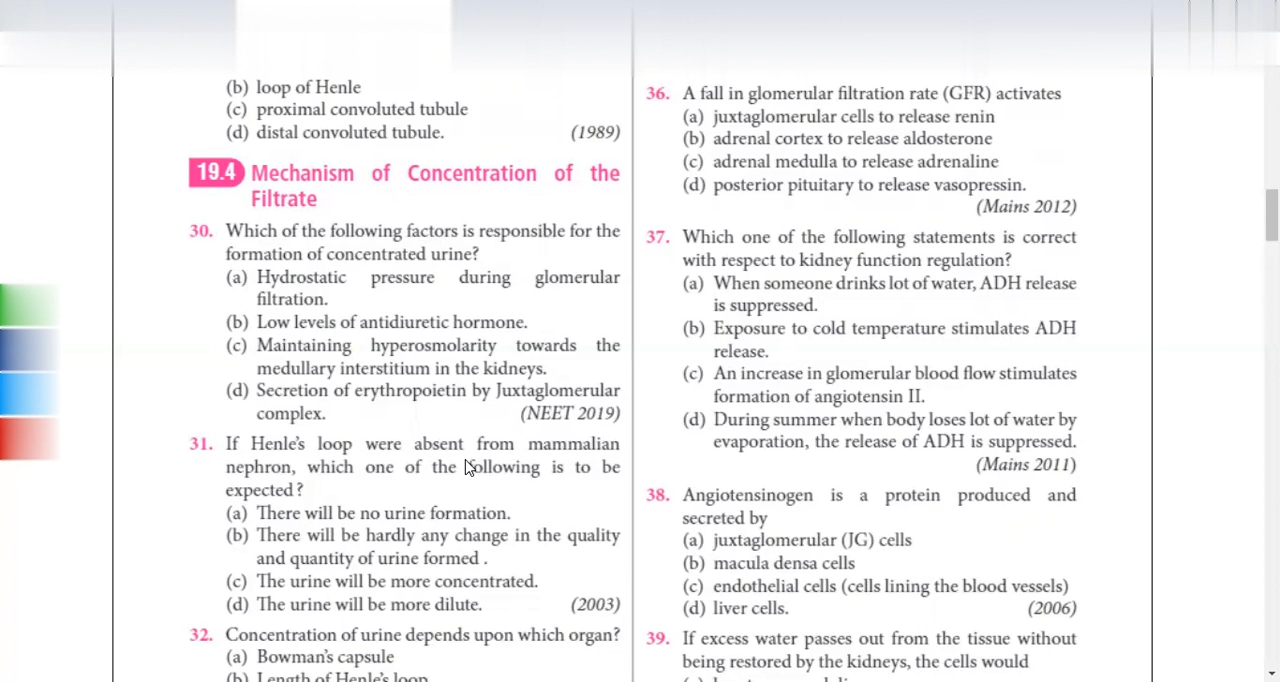 (b) loop of Henle
(c) proximal convoluted tubule
(d) distal convoluted tubule. (1989)
19.4 Mechanism of Concentration of the
Filtrate
30. Which of the following factors is responsible for the
formation of concentrated urine?
(a) Hydrostatic pressure during glomerular
filtration.
(b) Low levels of antidiuretic hormone.
(c) Maintaining hyperosmolarity towards the
medullary interstitium in the kidneys.
(d) Secretion of erythropoietin by Juxtaglomerular
complex. (NEET 2019)
31. If Henle's loop were absent from mammalian
nephron, which one of the following is to be
expected?
(a) There will be no urine formation.
(b) There will be hardly any change in the quality
and quantity of urine formed .
(c) The urine will be more concentrated.
(d) The urine will be more dilute. (2003)
32. Concentration of urine depends upon which organ?
(a) Bowman's capsule
(b) Length of Henle's loop
36. A fall in glomerular filtration rate (GFR) activates
(a) juxtaglomerular cells to release renin
(b) adrenal cortex to release aldosterone
(c) adrenal medulla to release adrenaline
(d) posterior pituitary to release vasopressin.
(Mains 2012)
37. Which one of the following statements is correct
with respect to kidney function regulation?
(a) When someone drinks lot of water, ADH release
is suppressed.
(b) Exposure to cold temperature stimulates ADH
release.
(c) An increase in glomerular blood flow stimulates
formation of angiotensin II.
(d) During summer when body loses lot of water by
evaporation, the release of ADH is suppressed.
(Mains 2011)
38. Angiotensinogen is a protein produced and
secreted by
(a) juxtaglomerular (JG) cells
(b) macula densa cells
(c) endothelial cells (cells lining the blood vessels)
(d) liver cells. (2006)
39. If excess water passes out from the tissue without
being restored by the kidneys, the cells would